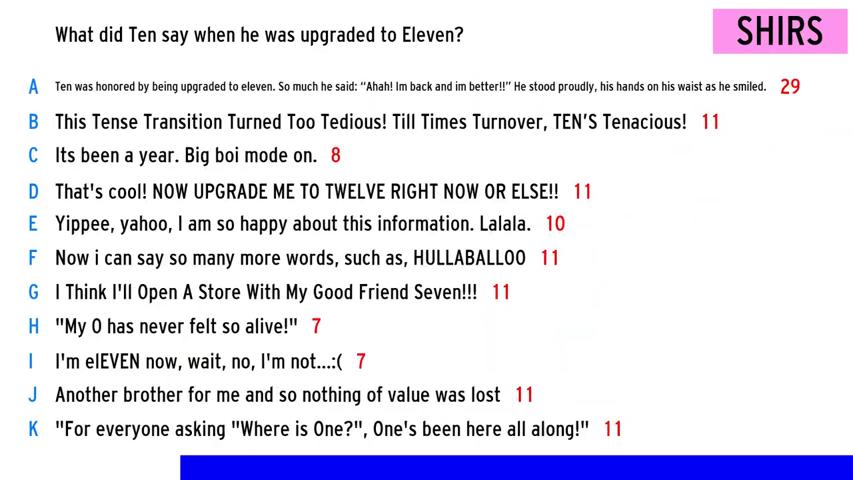 What did Ten say when he was upgraded to Eleven?
SHIRS
A Ten was honored by being upgraded to eleven. So much he said: “Ahah! Im back and im better!!” He stood proudly, his hands on his waist as he smiled. 29
B This Tense Transition Turned Too Tedious! Till Times Turnover, TEN'S Tenacious! 11
C Its been a year. Big boi mode on. 8
D That's cool! NOW UPGRADE ME TO TWELVE RIGHT NOW OR ELSE!! 11
E Yippee, yahoo, I am so happy about this information. Lalala. 10
F Now i can say so many more words, such as, HULLABALLOO 11
G I Think I'll Open A Store With My Good Friend Seven!!! 11
H "My 0 has never felt so alive!" 7
I I'm elEVEN now, wait, no, I'm not...:( 7
J Another brother for me and so nothing of value was lost 11
K "For everyone asking "Where is One?", One's been here all along!" 11